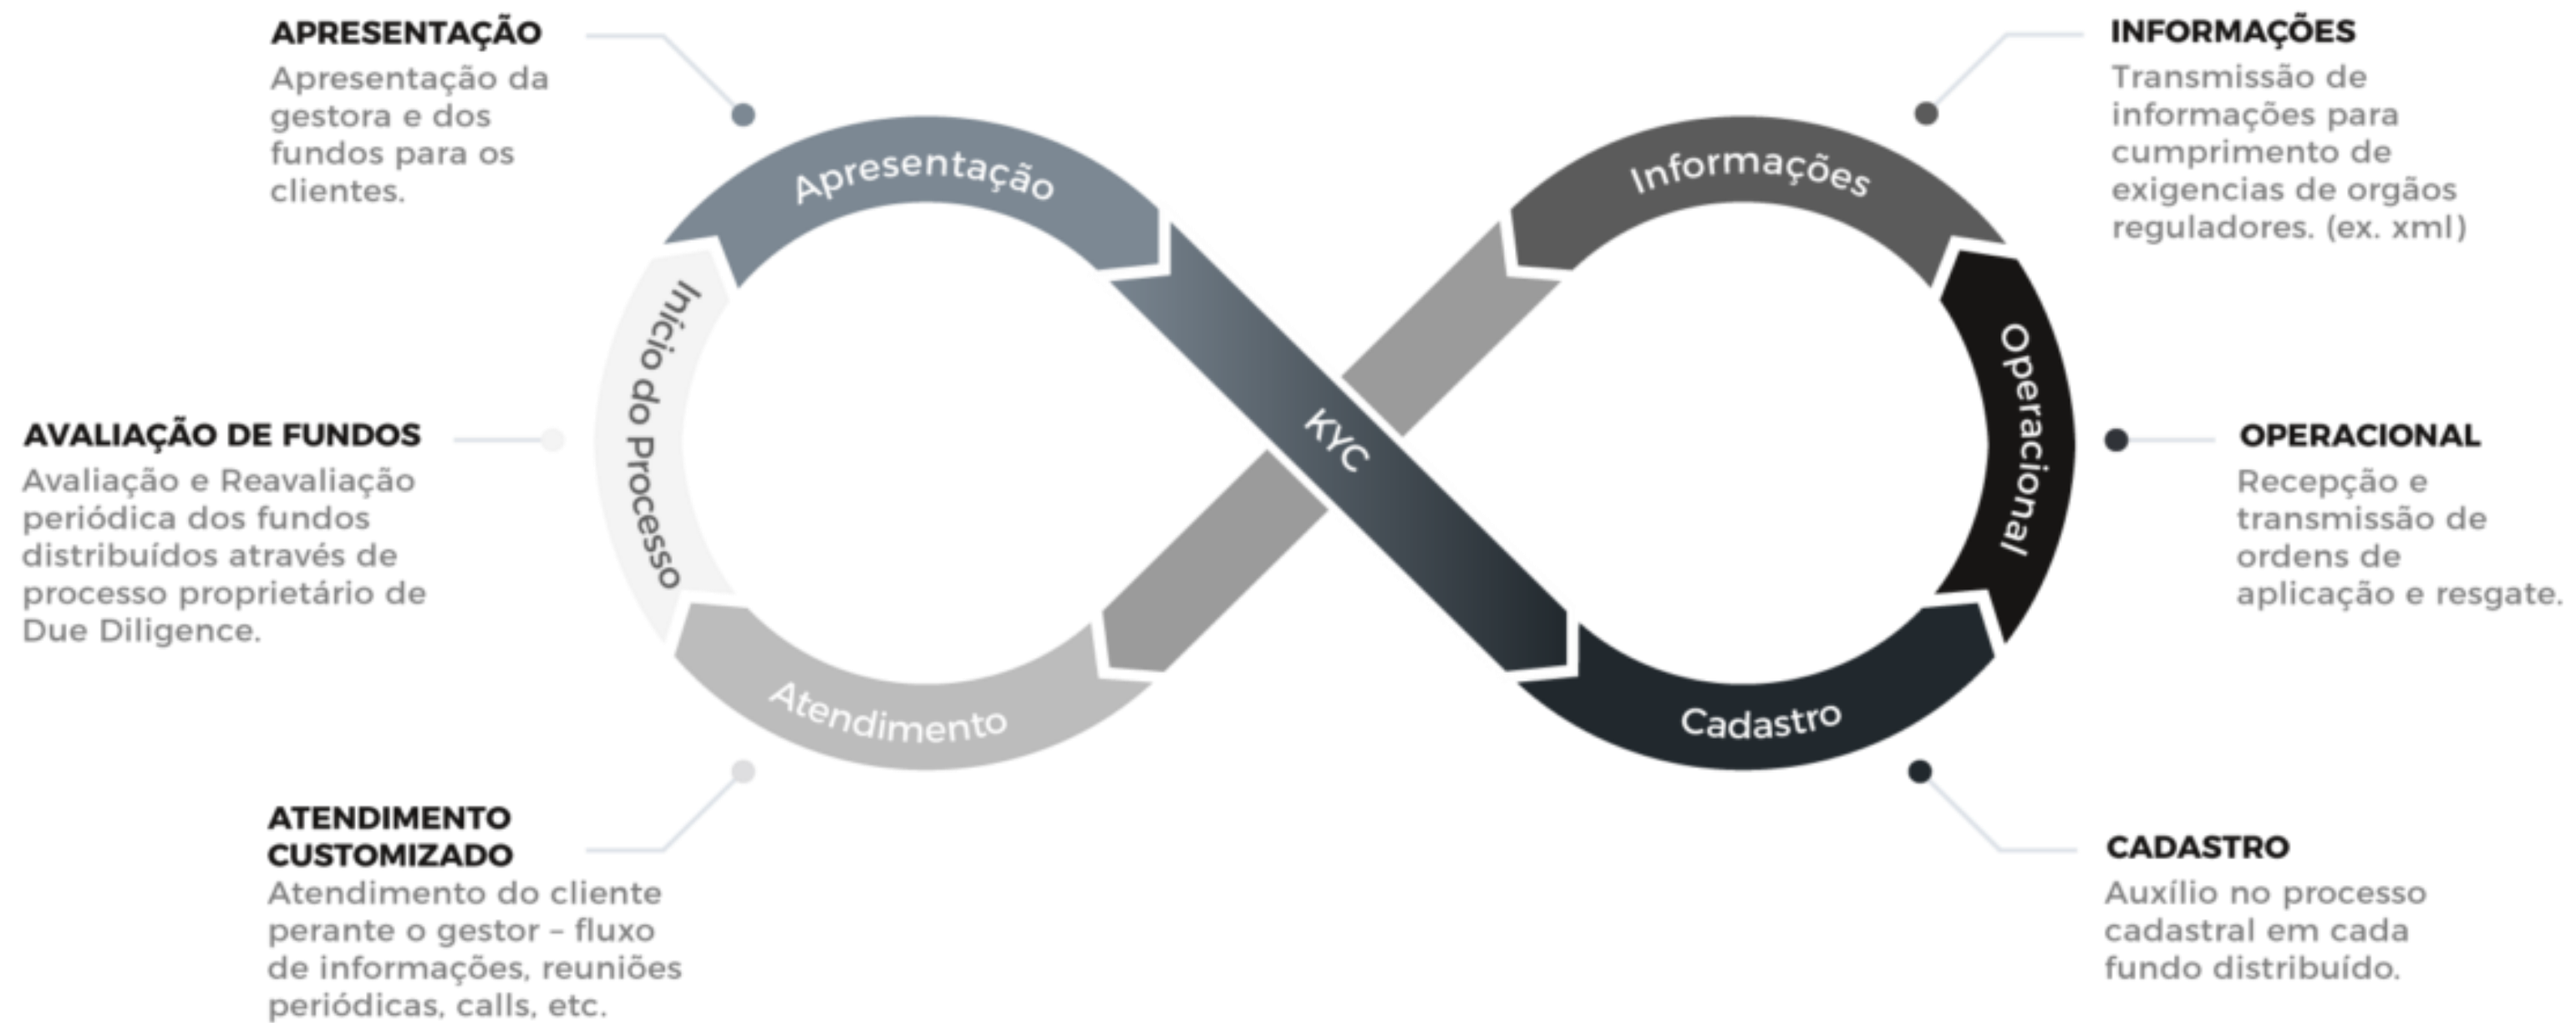 APRESENTAÇÃO
Apresentação da
gestora e dos
fundos para os
clientes.
INFORMAÇÕES
Transmissão de
informações para
cumprimento de
exigencias de orgãos
reguladores. (ex. xml)
Apresentação
Informações
Início do Processo
KYC
Operacional
Atendimento
Cadastro
AVALIAÇÃO DE FUNDOS
Avaliação e Reavaliação
periódica dos fundos
distribuídos através de
processo proprietário de
Due Diligence.
OPERACIONAL
Recepção e
transmissão de
ordens de
aplicação e resgate.
ATENDIMENTO
CUSTOMIZADO
Atendimento do cliente
perante o gestor – fluxo
de informações, reuniões
periódicas, calls, etc.
CADASTRO
Auxílio no processo
cadastral em cada
fundo distribuído.